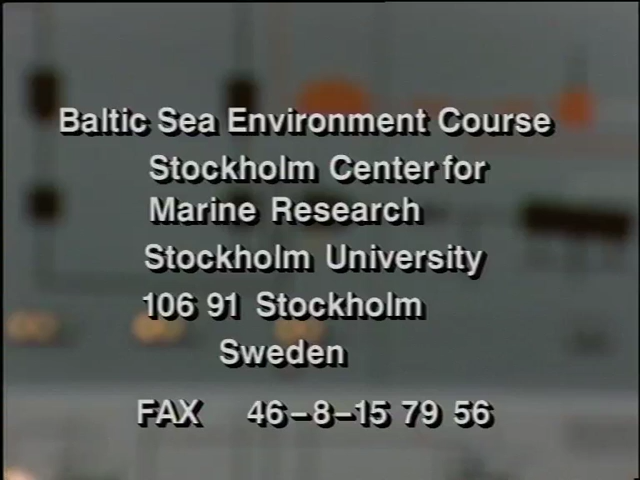 Baltic Sea Environment Course
Stockholm Center for
Marine Research
Stockholm University
106 91 Stockholm
Sweden
FAX 46-8-15 79 56